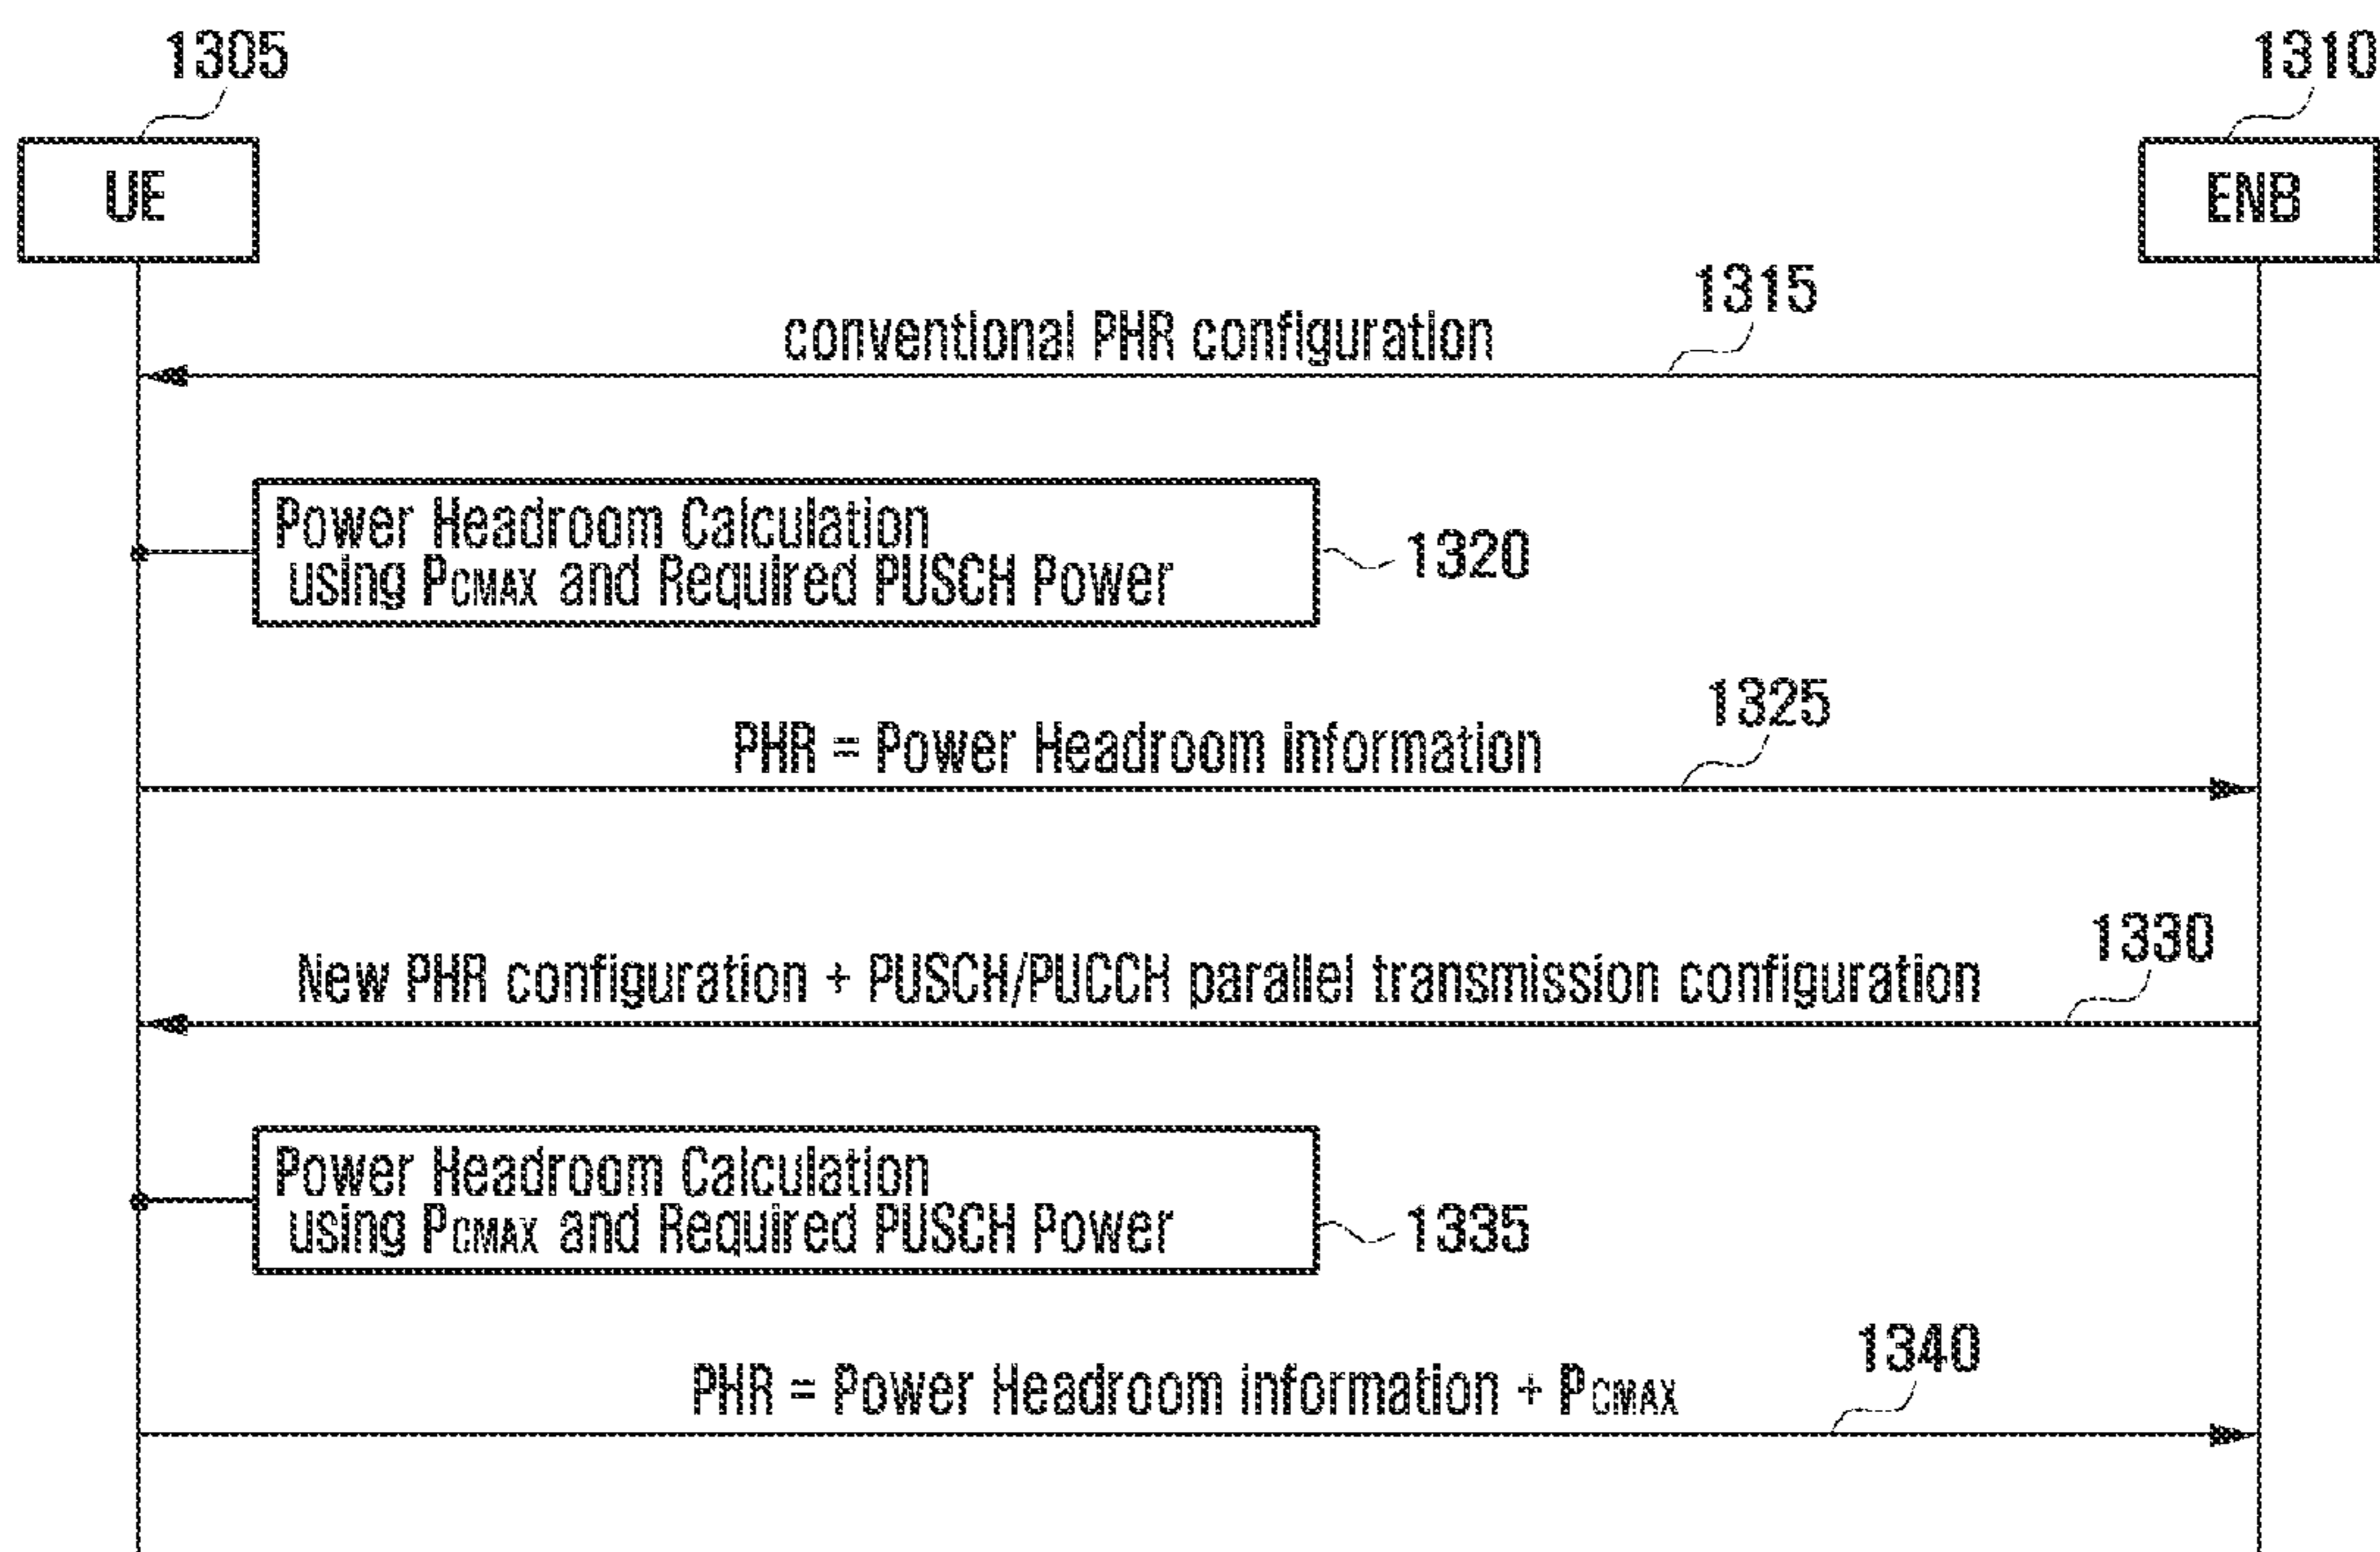 1305
1310
UE
ENB
1315
conventional PHR configuration
Power Headroom Calculation
using PCMAX and Required PUSCH Power
1320
1325
PHR = Power Headroom information
1330
New PHR configuration + PUSCH/PUCCH parallel transmission configuration
Power Headroom Calculation
using PCMAX and Required PUSCH Power
1335
1340
PHR = Power Headroom information + PCMAX